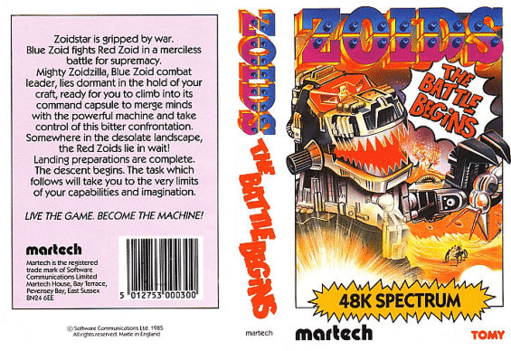 Zoidstar is gripped by war.
Blue Zoid fights Red Zoid in a merciless
battle for supremacy.
Mighty Zoidzilla, Blue Zoid combat
leader, lies dormant in the hold of your
craft, ready for you to climb into its
command capsule to merge minds
with the powerful machine and take
control of this bitter confrontation.
Somewhere in the desolate landscape,
the Red Zoids lie in wait!
Landing preparations are complete.
The descent begins. The task which
follows will take you to the very limits
of your capabilities and imagination.
LIVE THE GAME. BECOME THE MACHINE!
martech
Martech is the registered
trade mark of Software
Communications Limited
Martech House, Bay Terrace,
Pevensey Bay, East Sussex
BN24 6EE
5 012753 000300
© Software Communications Ltd. 1985
All rights reserved. Made in England
ZOIDS
THE BATTLE BEGINS
martech
ZOIDS
THE
BATTLE
BEGINS
48K SPECTRUM
martech
TOMY